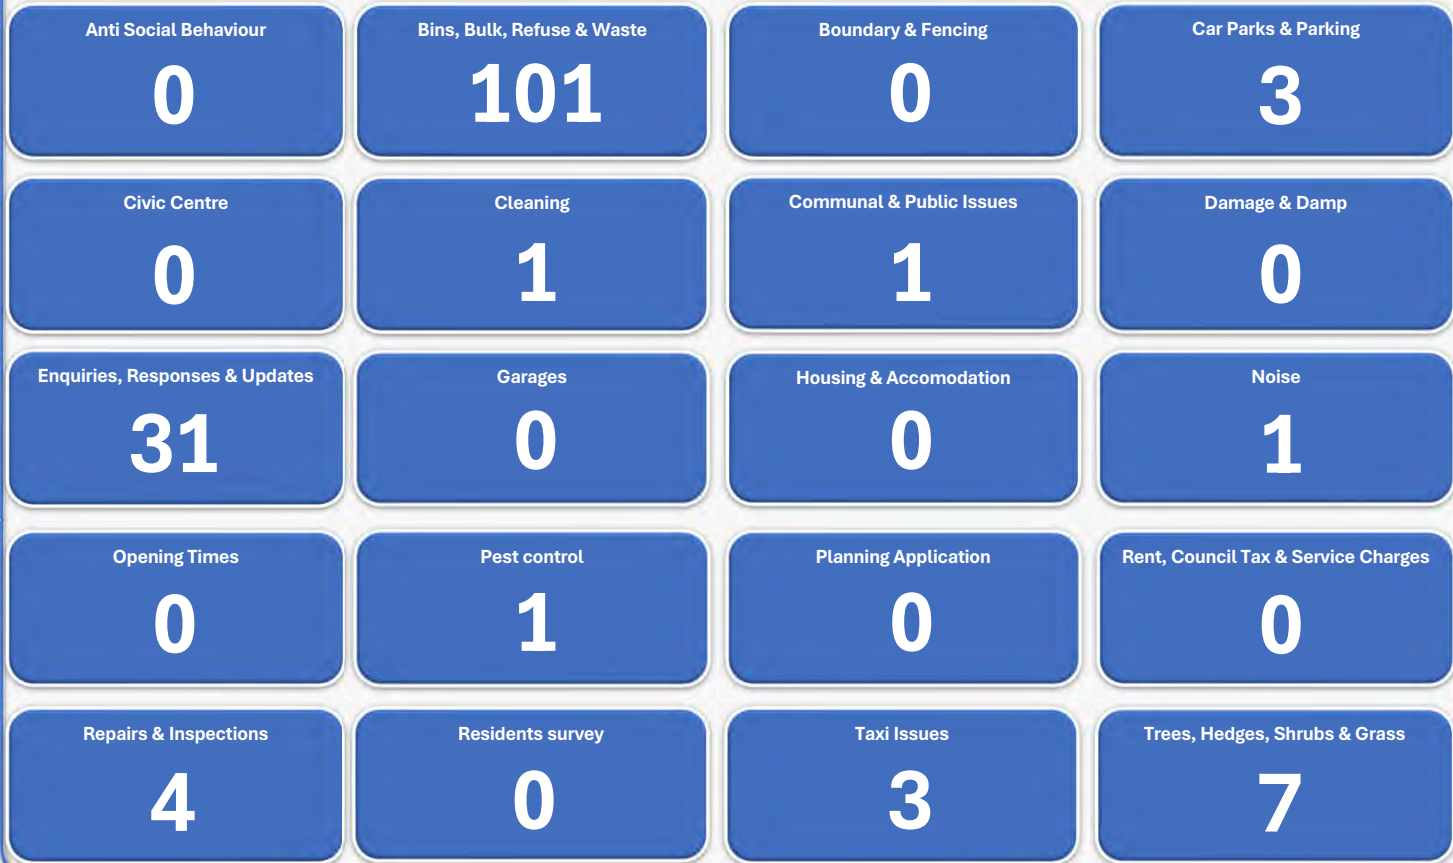 Anti Social Behaviour
0
Bins, Bulk, Refuse & Waste
101
Boundary & Fencing
0
Car Parks & Parking
3
Civic Centre
0
Cleaning
1
Communal & Public Issues
1
Damage & Damp
0
Enquiries, Responses & Updates
31
Garages
0
Housing & Accomodation
0
Noise
1
Opening Times
0
Pest control
1
Planning Application
0
Rent, Council Tax & Service Charges
0
Repairs & Inspections
4
Residents survey
0
Taxi Issues
3
Trees, Hedges, Shrubs & Grass
7